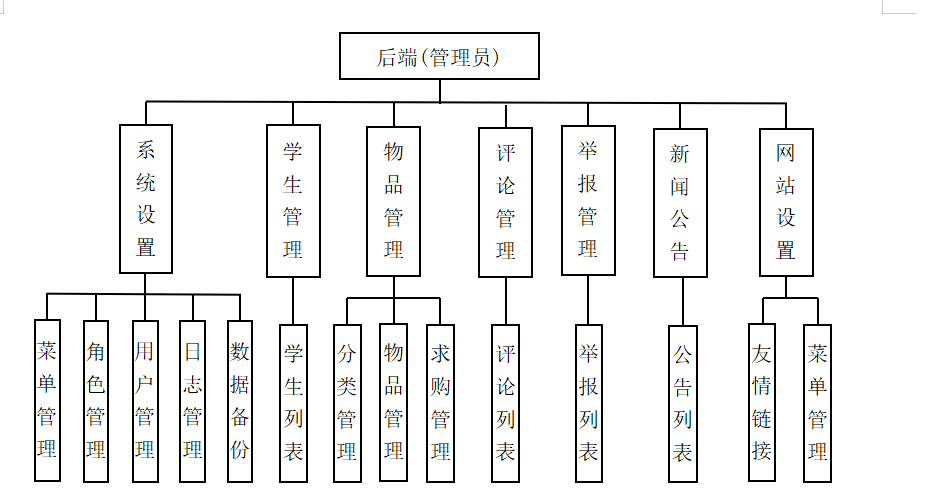 后端(管理员)
系统设置
学生管理
物品管理
评论管理
举报管理
新闻公告
网站设置
菜单管理
角色管理
用户管理
日志管理
数据备份
学生列表
分类管理
物品管理
求购管理
评论列表
举报列表
公告列表
友情链接
菜单管理